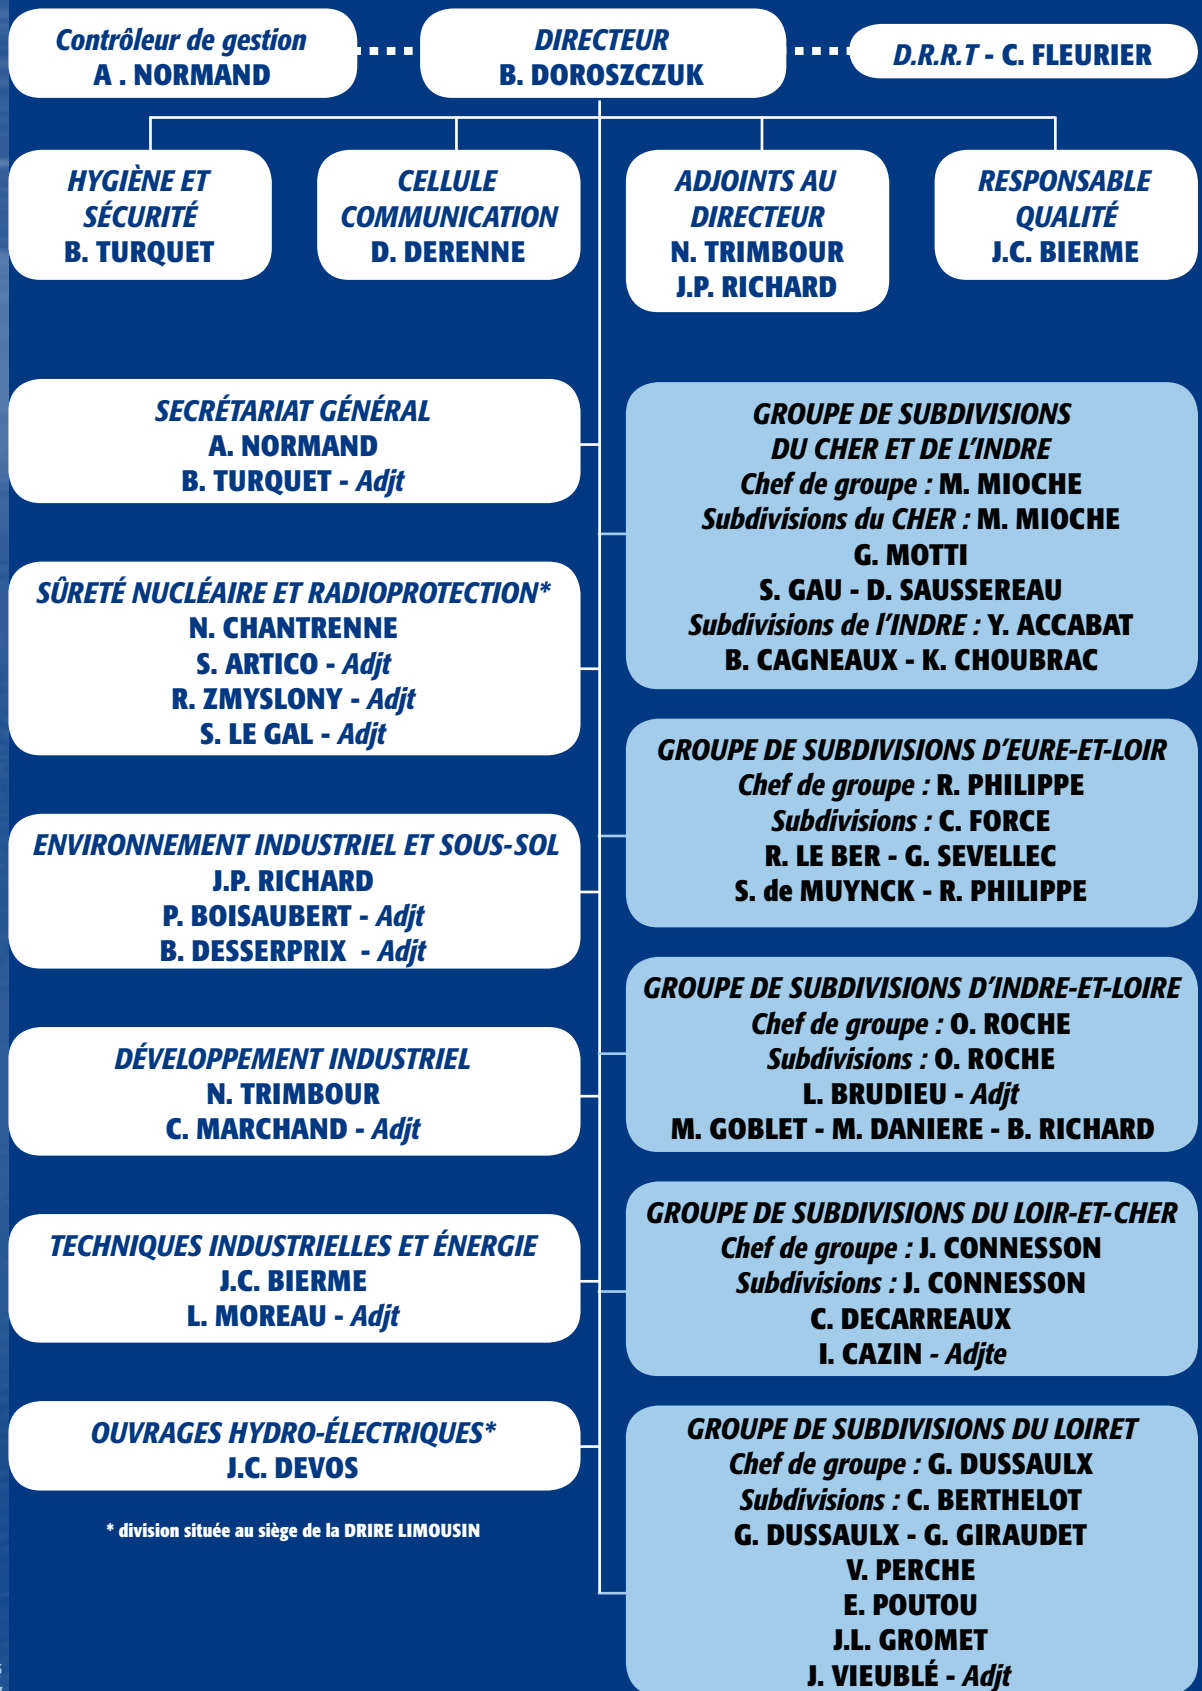 Contrôleur de gestion
A . NORMAND
DIRECTEUR
B. DOROSZCZUK
D.R.R.T - C. FLEURIER
HYGIÈNE ET
SÉCURITÉ
B. TURQUET
CELLULE
COMMUNICATION
D. DERENNE
ADJOINTS AU
DIRECTEUR
N. TRIMBOUR
J.P. RICHARD
RESPONSABLE
QUALITÉ
J.C. BIERME
SECRÉTARIAT GÉNÉRAL
A. NORMAND
B. TURQUET - Adjt
SÛRETÉ NUCLÉAIRE ET RADIOPROTECTION*
N. CHANTRENNE
S. ARTICO - Adjt
R. ZMYSLONY - Adjt
S. LE GAL - Adjt
ENVIRONNEMENT INDUSTRIEL ET SOUS-SOL
J.P. RICHARD
P. BOISAUBERT - Adjt
B. DESSERPRIX - Adjt
DÉVELOPPEMENT INDUSTRIEL
N. TRIMBOUR
C. MARCHAND - Adjt
TECHNIQUES INDUSTRIELLES ET ÉNERGIE
J.C. BIERME
L. MOREAU - Adjt
OUVRAGES HYDRO-ÉLECTRIQUES*
J.C. DEVOS
* division située au siège de la DRIRE LIMOUSIN
GROUPE DE SUBDIVISIONS
DU CHER ET DE L'INDRE
Chef de groupe : M. MIOCHE
Subdivisions du CHER : M. MIOCHE
G. MOTTI
S. GAU - D. SAUSSEREAU
Subdivisions de l'INDRE : Y. ACCABAT
B. CAGNEAUX - K. CHOUBRAC
GROUPE DE SUBDIVISIONS D'EURE-ET-LOIR
Chef de groupe : R. PHILIPPE
Subdivisions : C. FORCE
R. LE BER - G. SEVELLEC
S. de MUYNCK - R. PHILIPPE
GROUPE DE SUBDIVISIONS D'INDRE-ET-LOIRE
Chef de groupe : O. ROCHE
Subdivisions : O. ROCHE
L. BRUDIEU - Adjt
M. GOBLET - M. DANIERE - B. RICHARD
GROUPE DE SUBDIVISIONS DU LOIR-ET-CHER
Chef de groupe : J. CONNESSON
Subdivisions : J. CONNESSON
C. DECARREAUX
I. CAZIN - Adjte
GROUPE DE SUBDIVISIONS DU LOIRET
Chef de groupe : G. DUSSAULX
Subdivisions : C. BERTHELOT
G. DUSSAULX - G. GIRAUDET
V. PERCHE
E. POUTOU
J.L. GROMET
J. VIEUBLÉ - Adjt